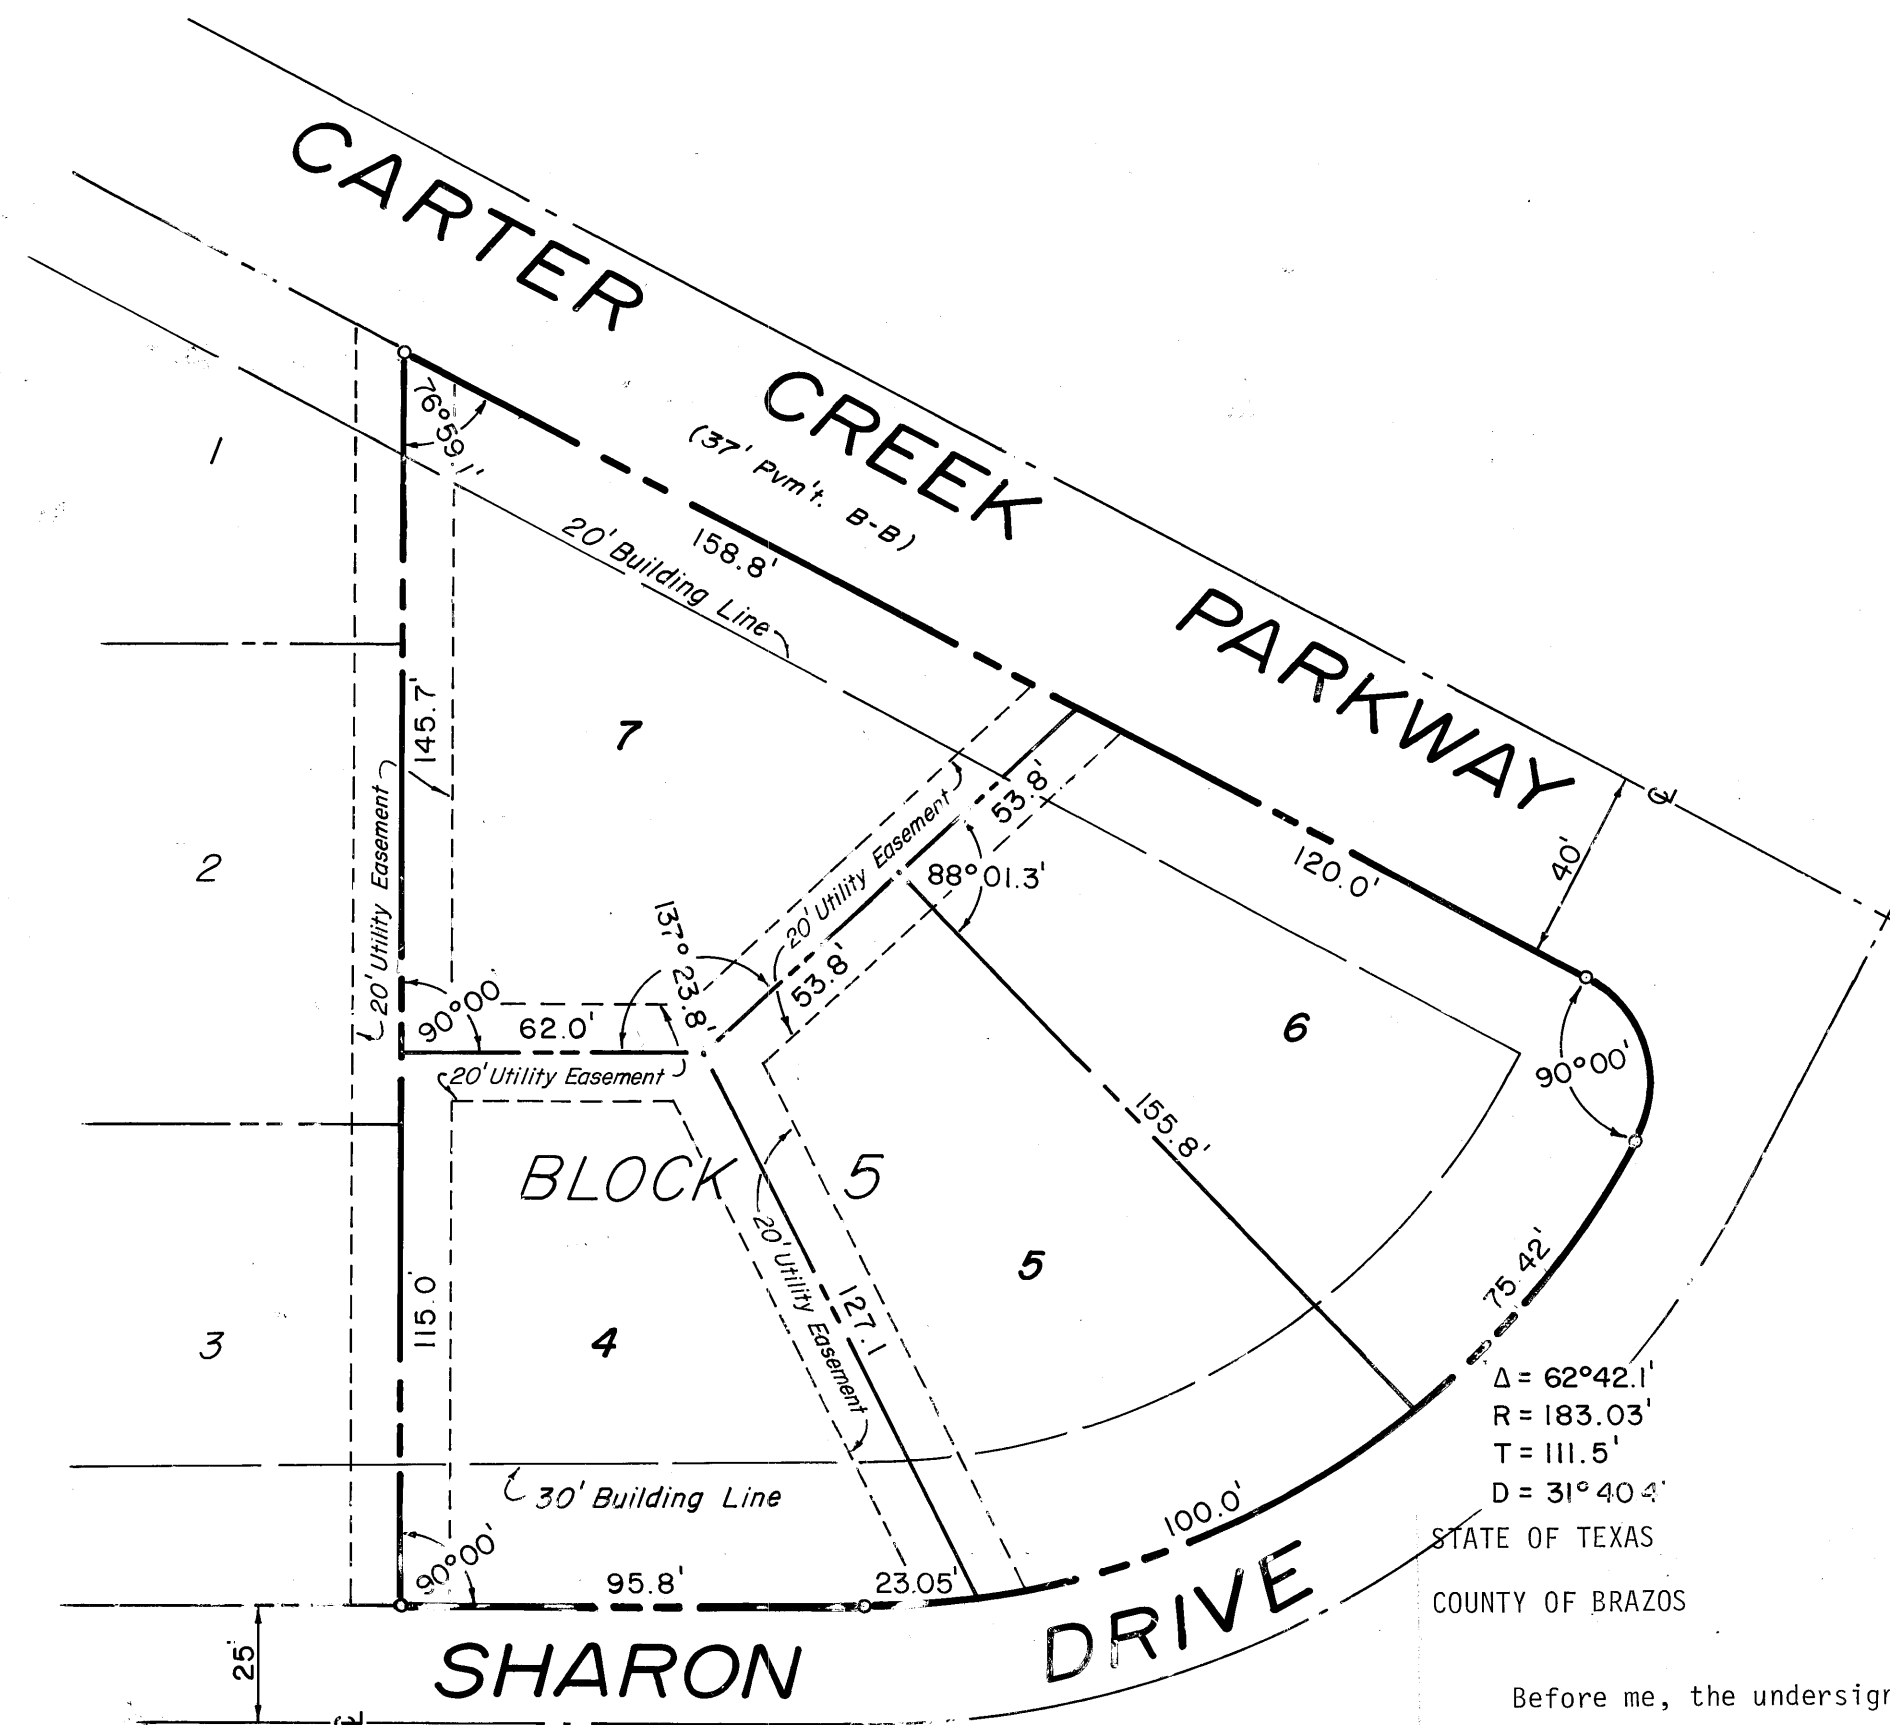 CARTER CREEK PARKWAY
(37' Pvm't. B-B)
76°59.1'
1
158.8'
20' Building Line
145.7'
7
20' Utility Easement
2
53.8'
20' Utility Easement
88°01.3'
120.0'
40'
℄
137°23.8'
53.8'
90°00'
62.0'
20' Utility Easement
6
90°00'
155.8'
BLOCK 5
20' Utility Easement
127.1
5
75.42'
3
115.0'
4
Δ = 62°42.1'
R = 183.03'
T = 111.5'
D = 31°40 4'
30' Building Line
100.0'
STATE OF TEXAS
90°00'
95.8'
23.05'
COUNTY OF BRAZOS
25'
SHARON DRIVE
Before me, the undersign
℄